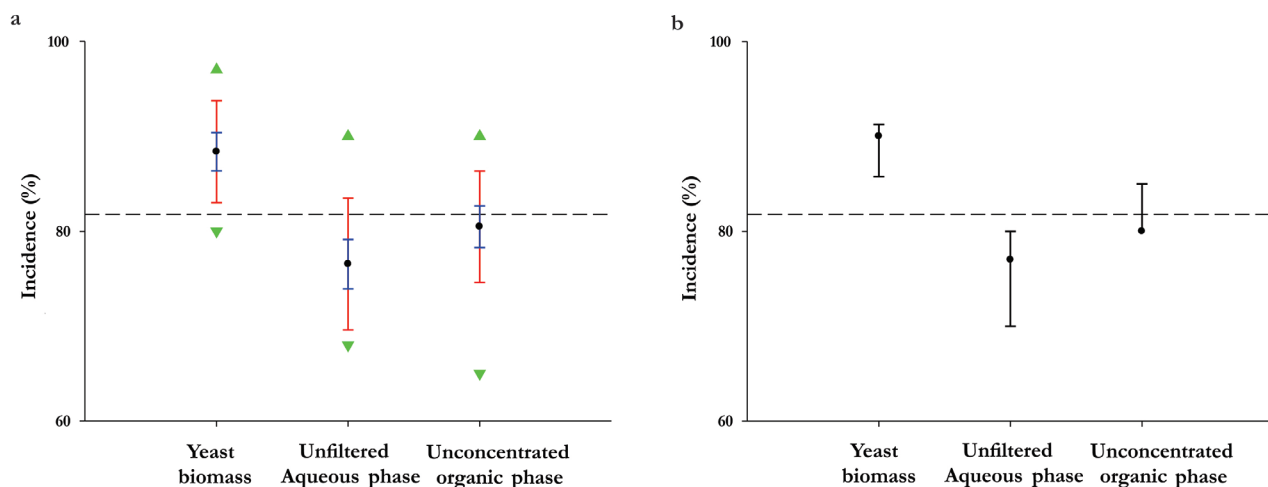 a
100
80
60
Incidence (%)
Yeast
biomass
Unfiltered
Aqueous phase
Unconcentrated
organic phase
b
100
80
60
Incidence (%)
Yeast
biomass
Unfiltered
Aqueous phase
Unconcentrated
organic phase